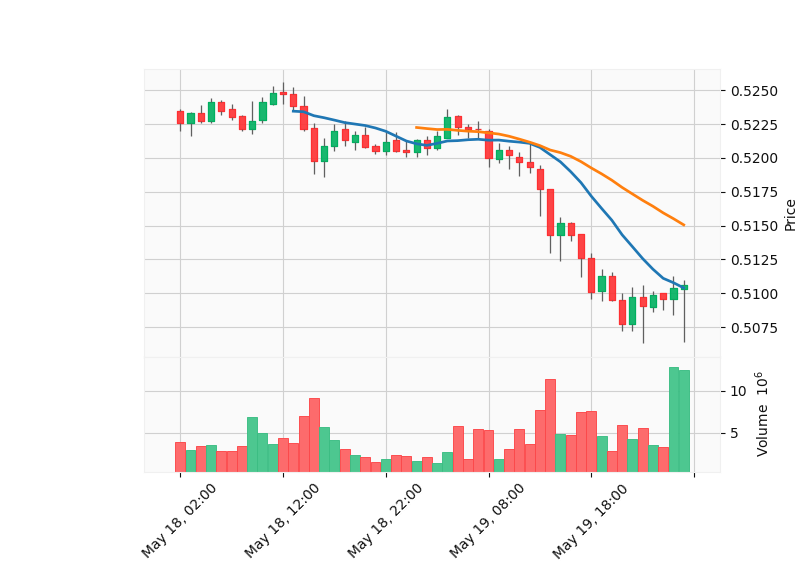 0.5250
0.5225
0.5200
0.5175
0.5150
0.5125
0.5100
0.5075
Price
10
5
Volume 10⁶
May 18, 02:00
May 18, 12:00
May 18, 22:00
May 19, 08:00
May 19, 18:00